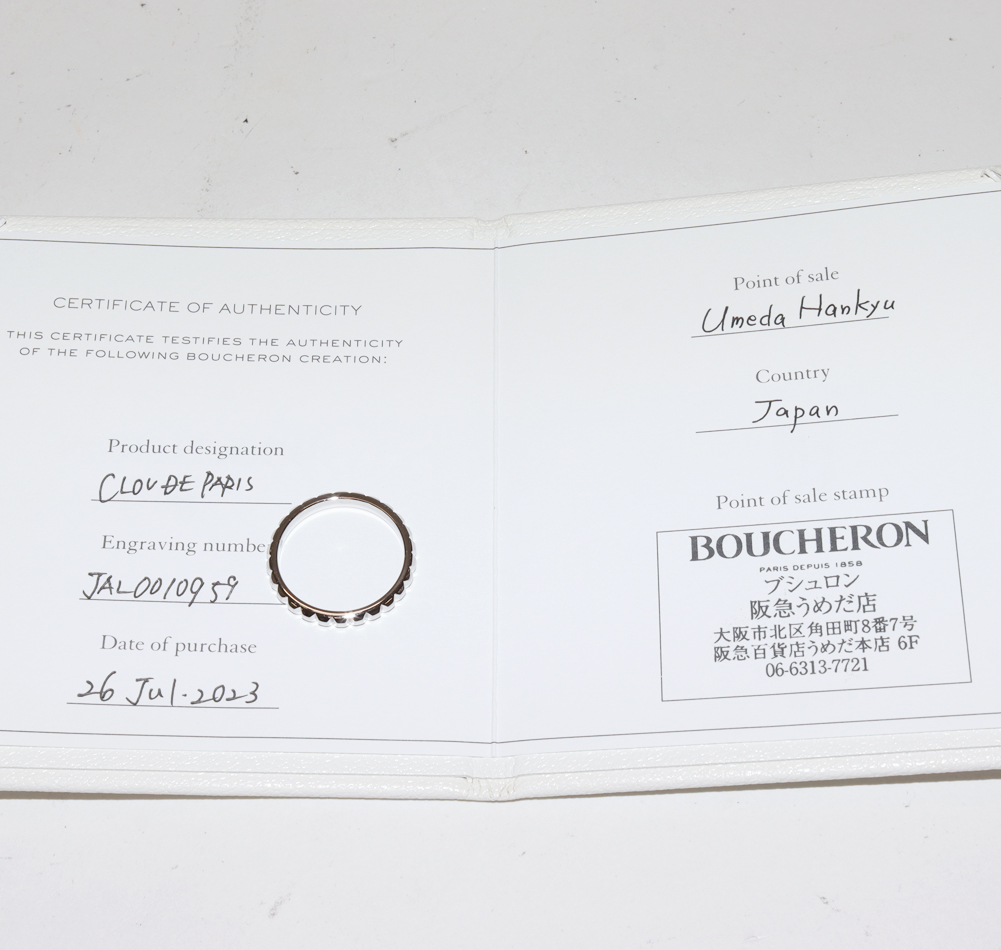 CERTIFICATE OF AUTHENTICITY
THIS CERTIFICATE TESTIFIES THE AUTHENTICITY
OF THE FOLLOWING BOUCHERON CREATION:
Product designation
CLOU DE PARIS
Engraving numbe
JAL0010959
Date of purchase
26 Jul. 2023
Point of sale
Umeda Hankyu
Country
Japan
Point of sale stamp
BOUCHERON
PARIS DEPUIS 1858
ブシュロン
阪急うめだ店
大阪市北区角田町8番7号
阪急百貨店うめだ本店 6F
06-6313-7721